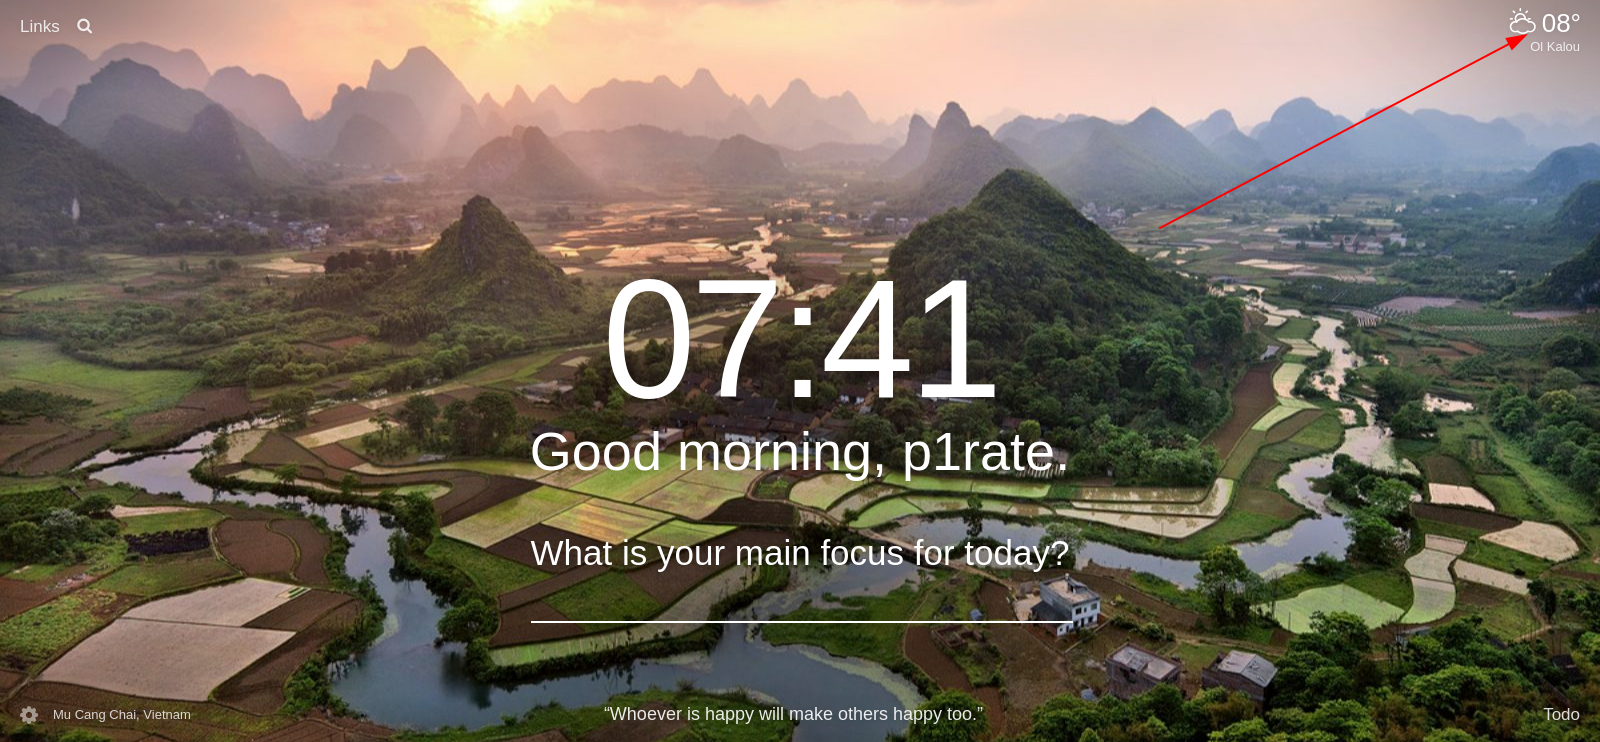 Links
08°
Ol Kalou
07:41
Good morning, p1rate.
What is your main focus for today?
Mu Cang Chai, Vietnam
“Whoever is happy will make others happy too.”
Todo